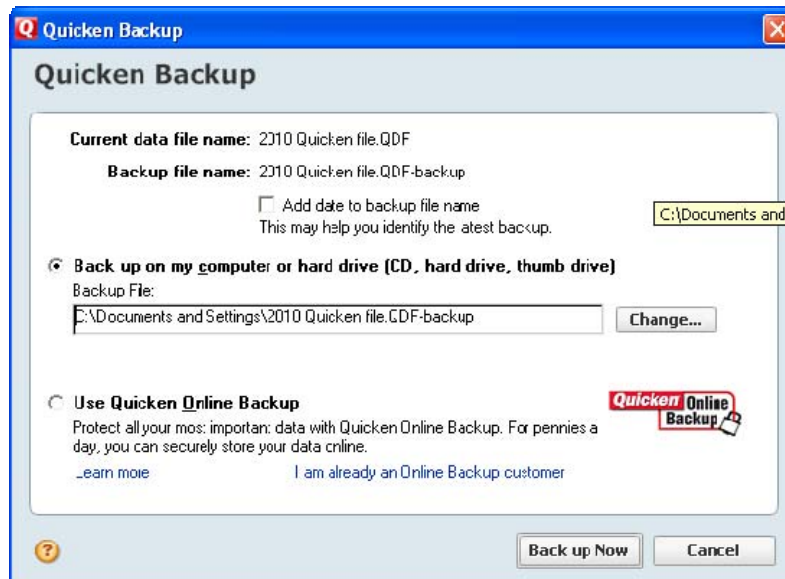 Quicken Backup
Quicken Backup
Current data file name: 2010 Quicken file.QDF
Backup file name: 2010 Quicken file.QDF-backup
Add date to backup file name
This may help you identify the latest backup.
C:\Documents and
Back up on my computer or hard drive (CD, hard drive, thumb drive)
Backup File:
C:\Documents and Settings\2010 Quicken file.QDF-backup
Change...
Use Quicken Online Backup
Quicken Online
Backup
Protect all your most important data with Quicken Online Backup. For pennies a
day, you can securely store your data online.
Learn more I am already an Online Backup customer
? Back up Now Cancel